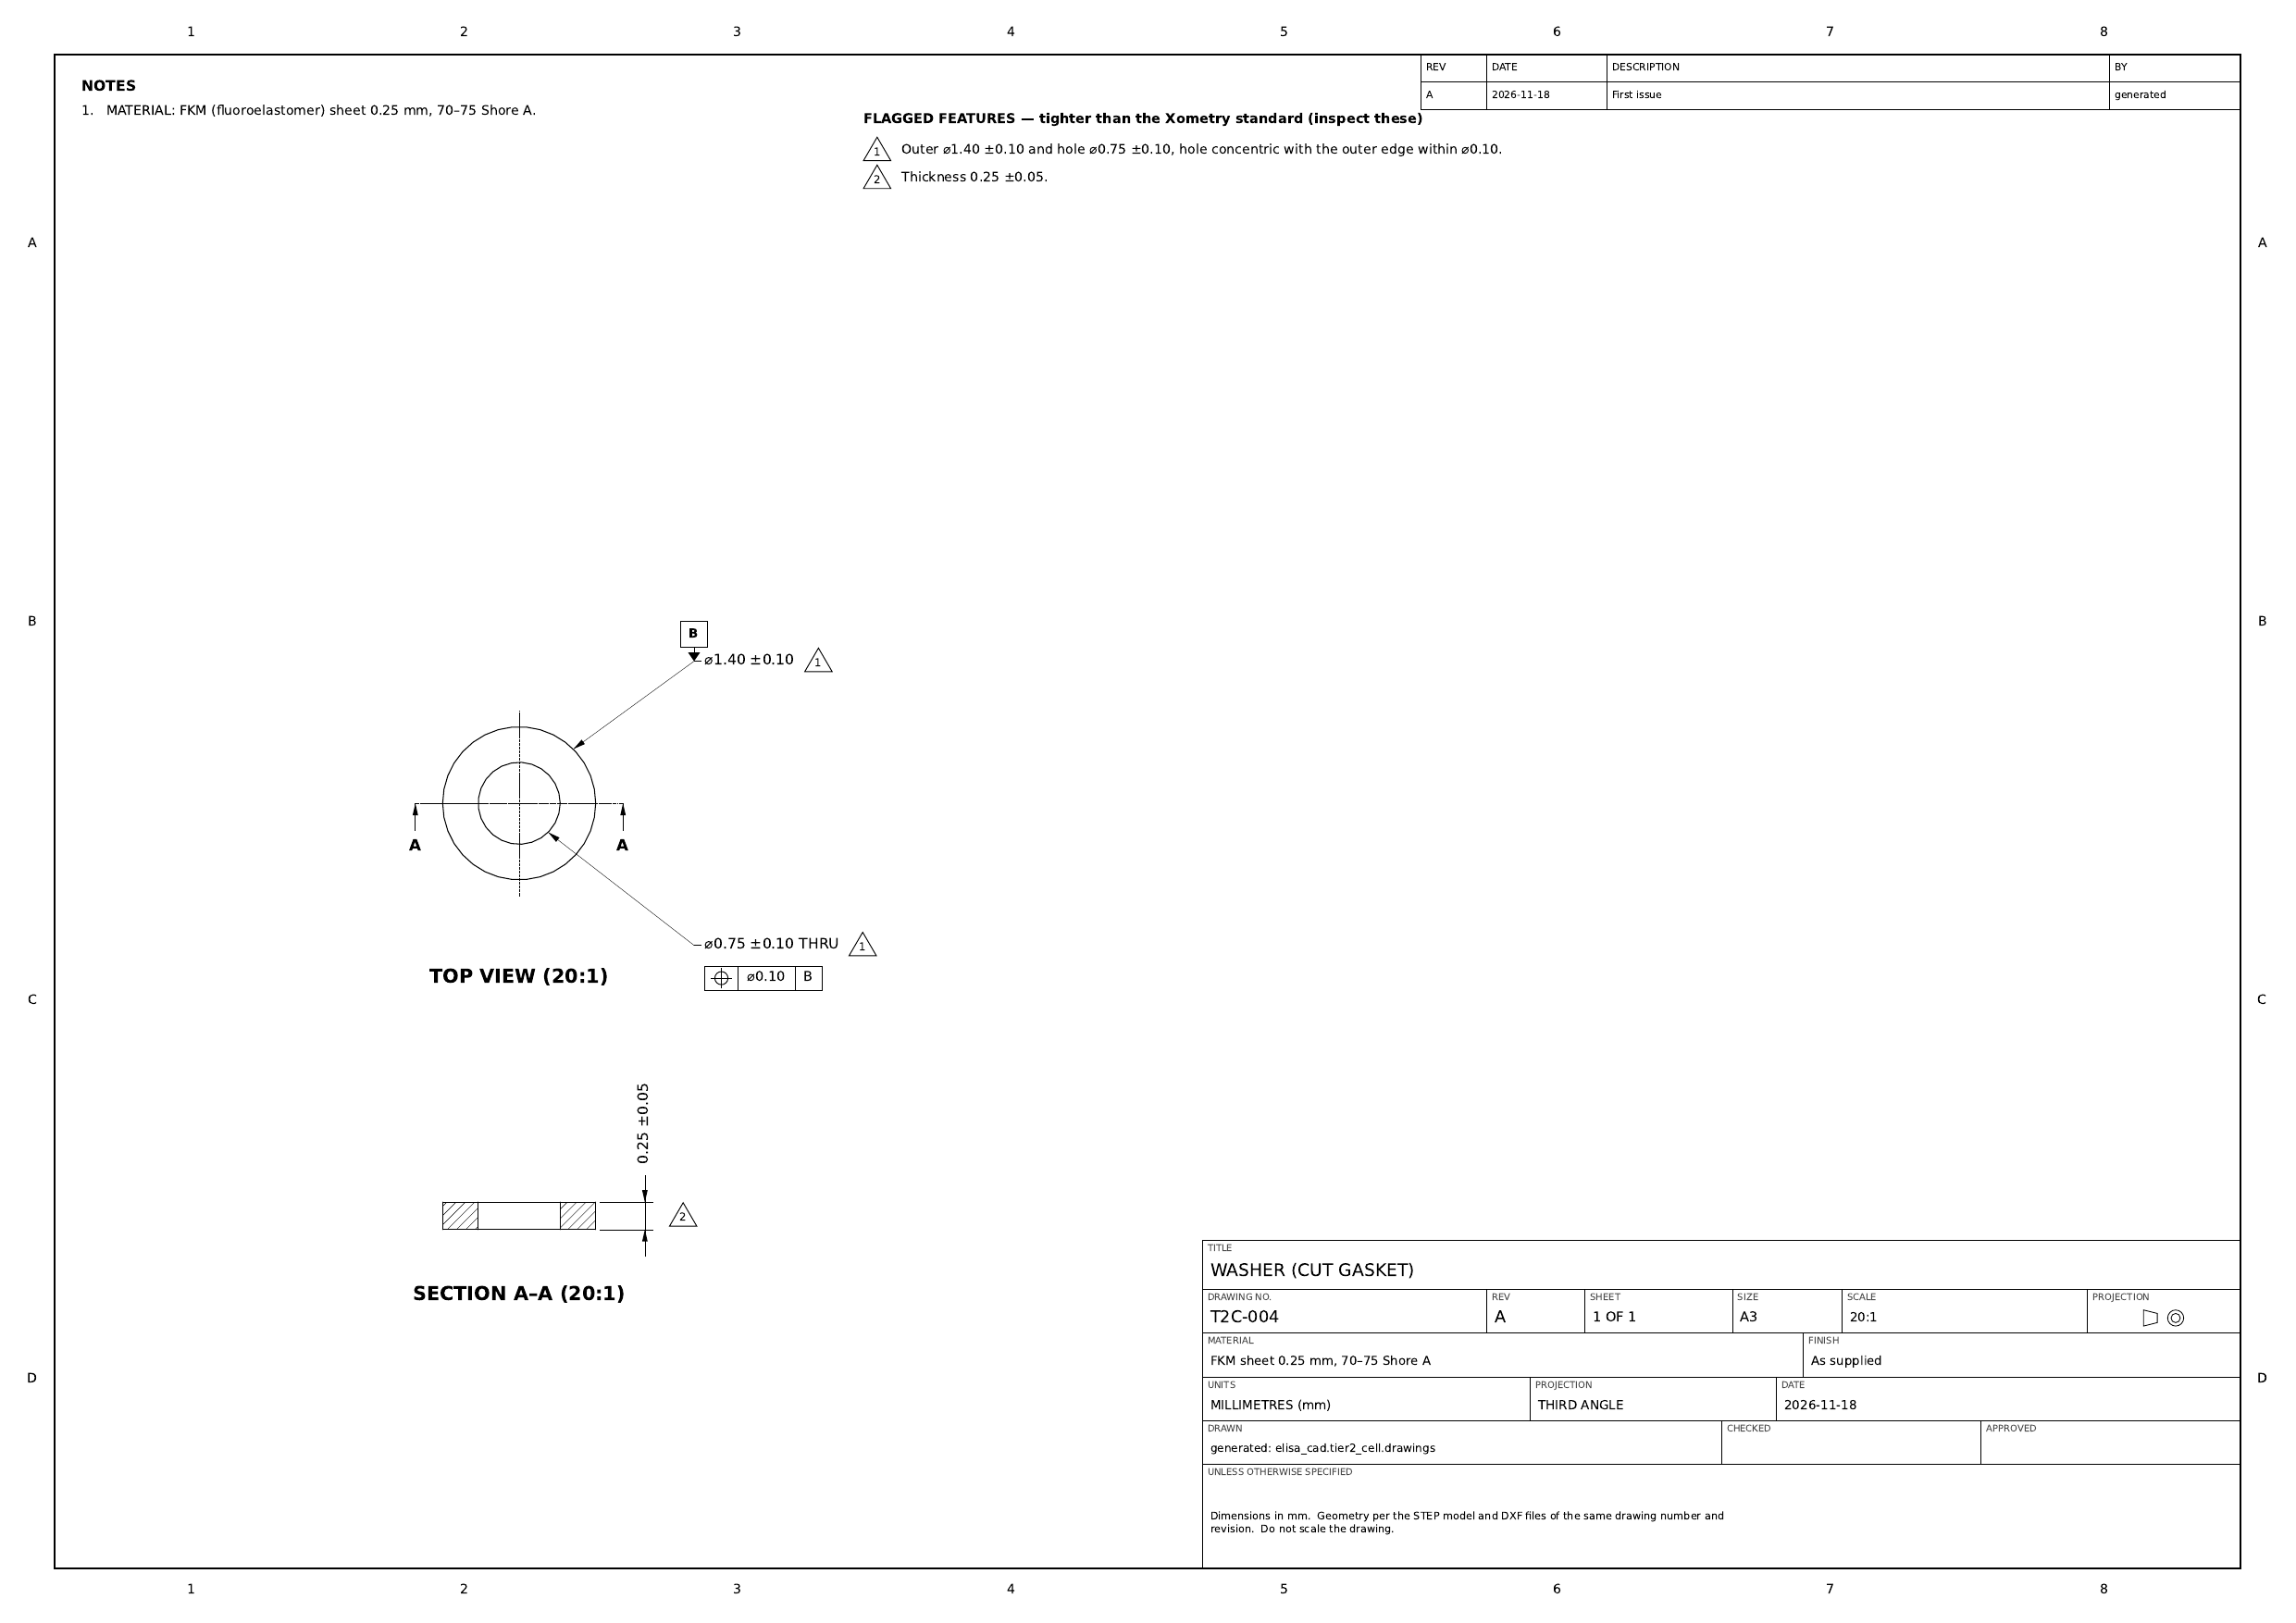 1 2 3 4 5 6 7 8
NOTES
1. MATERIAL: FKM (fluoroelastomer) sheet 0.25 mm, 70–75 Shore A.
REV DATE DESCRIPTION BY
A 2026-11-18 First issue generated
FLAGGED FEATURES — tighter than the Xometry standard (inspect these)
1 Outer ⌀1.40 ±0.10 and hole ⌀0.75 ±0.10, hole concentric with the outer edge within ⌀0.10.
2 Thickness 0.25 ±0.05.
A A
B B
B
⌀1.40 ±0.10 1
A A
⌀0.75 ±0.10 THRU 1
⌀0.10 B
TOP VIEW (20:1)
C C
0.25 ±0.05
2
SECTION A–A (20:1)
TITLE
WASHER (CUT GASKET)
DRAWING NO. REV SHEET SIZE SCALE PROJECTION
T2C-004 A 1 OF 1 A3 20:1
MATERIAL FINISH
FKM sheet 0.25 mm, 70–75 Shore A As supplied
D D
UNITS PROJECTION DATE
MILLIMETRES (mm) THIRD ANGLE 2026-11-18
DRAWN CHECKED APPROVED
generated: elisa_cad.tier2_cell.drawings
UNLESS OTHERWISE SPECIFIED
Dimensions in mm. Geometry per the STEP model and DXF files of the same drawing number and
revision. Do not scale the drawing.
1 2 3 4 5 6 7 8